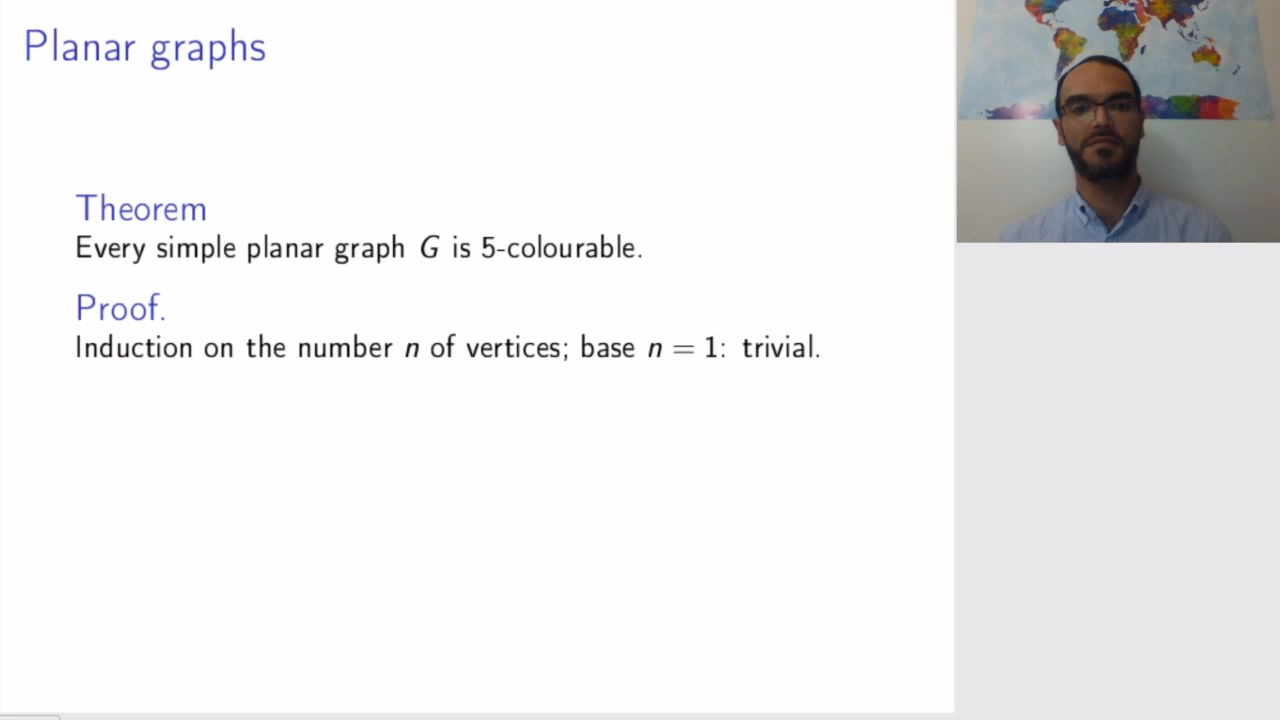 Planar graphs
Theorem
Every simple planar graph G is 5-colourable.
Proof.
Induction on the number n of vertices; base n = 1: trivial.